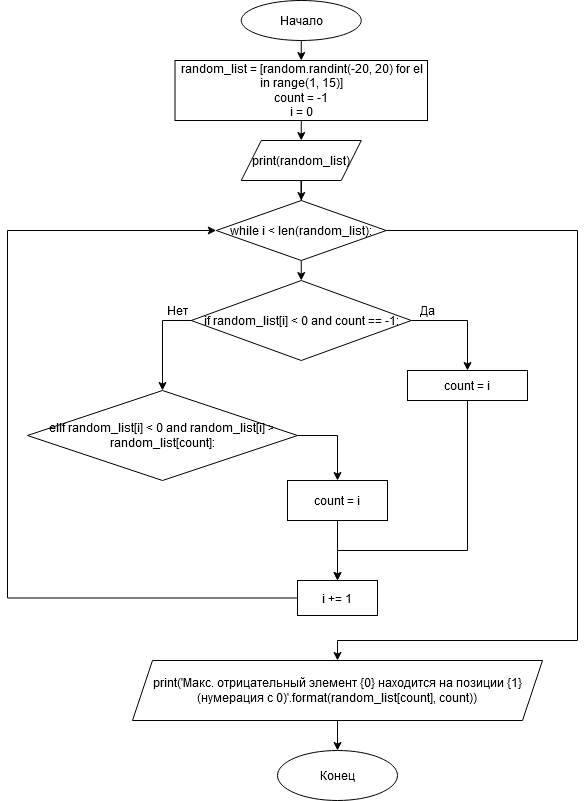 Начало
random_list = [random.randint(-20, 20) for el
in range(1, 15)]
count = -1
i = 0
print(random_list)
while i < len(random_list):
Нет
Да
if random_list[i] < 0 and count == -1:
count = i
elif random_list[i] < 0 and random_list[i] >
random_list[count]:
count = i
i += 1
print('Макс. отрицательный элемент {0} находится на позиции {1}
(нумерация с 0)'.format(random_list[count], count))
Конец